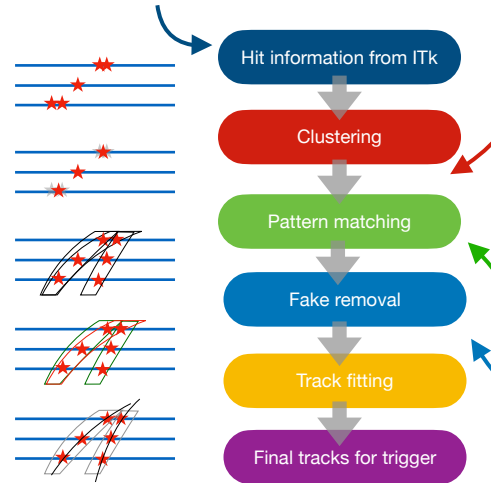 Hit information from ITk
Clustering
Pattern matching
Fake removal
Track fitting
Final tracks for trigger